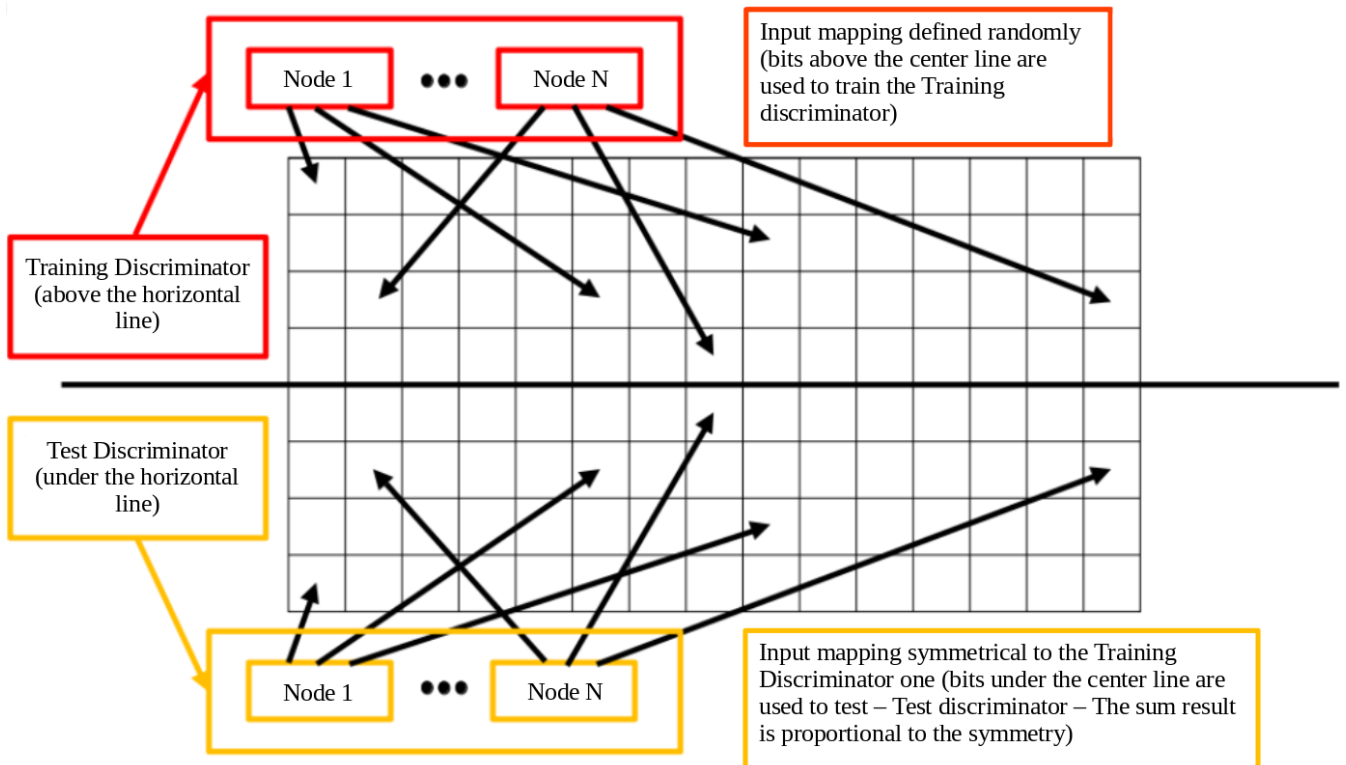 Node 1
Node N
Input mapping defined randomly
(bits above the center line are
used to train the Training
discriminator)
Training Discriminator
(above the horizontal
line)
Test Discriminator
(under the horizontal
line)
Node 1
Node N
Input mapping symmetrical to the Training
Discriminator one (bits under the center line are
used to test – Test discriminator – The sum result
is proportional to the symmetry)